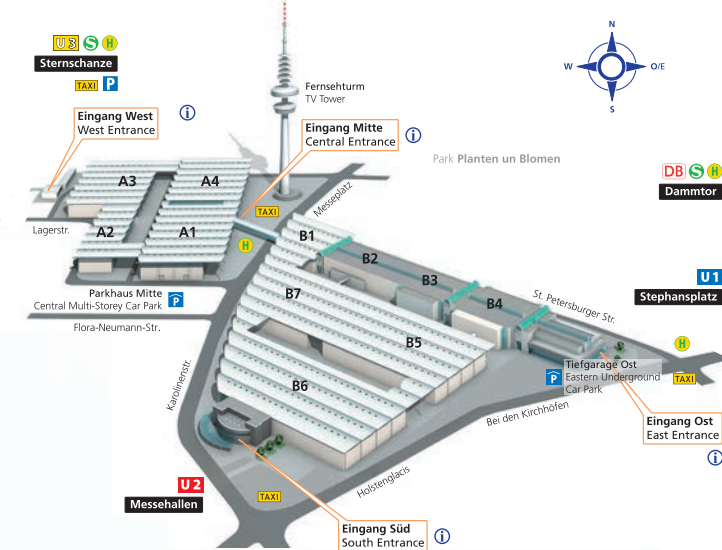 N
W
O/E
S
U3 S H
Sternschanze
TAXI P
Fernsehturm
TV Tower
Eingang West
West Entrance
i
Eingang Mitte
Central Entrance
i
Park Planten un Blomen
DB S H
Dammtor
A3
A4
Messeplatz
TAXI
Lagerstr.
A2
A1
H
B1
B2
B3
B4
U1
Stephansplatz
St. Petersburger Str.
Parkhaus Mitte
Central Multi-Storey Car Park
P
Flora-Neumann-Str.
B7
B5
B6
H
Tiefgarage Ost
P
Eastern Underground
Car Park
TAXI
Karolinenstr.
Bei den Kirchhöfen
Eingang Ost
East Entrance
i
U2
Messehallen
TAXI
Holstenglacis
Eingang Süd
South Entrance
i